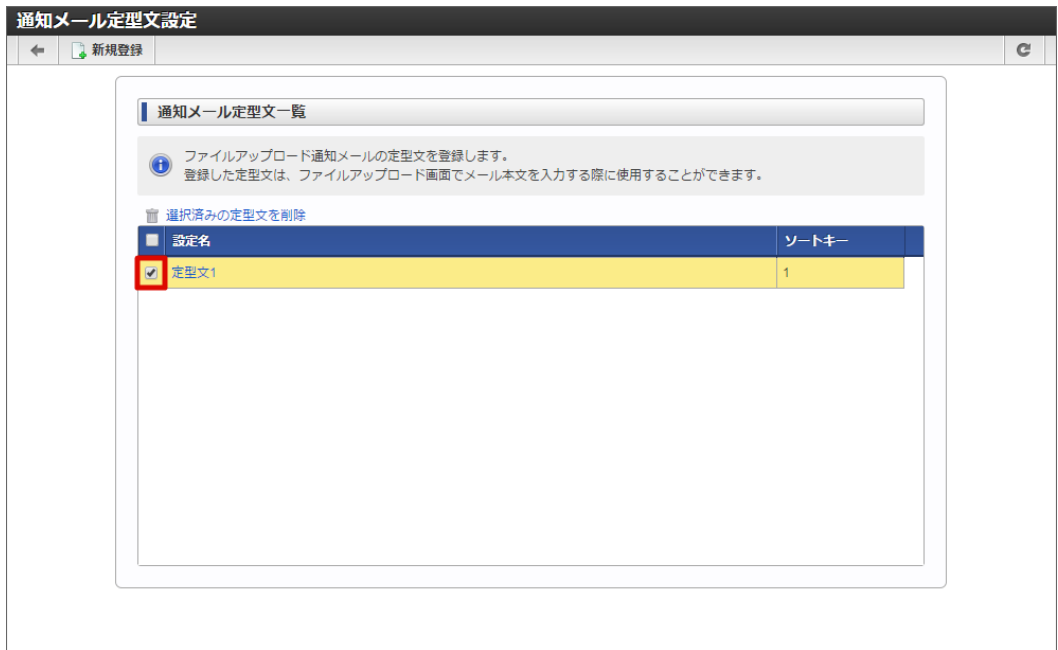 通知メール定型文設定
新規登録
通知メール定型文一覧
ファイルアップロード通知メールの定型文を登録します。
登録した定型文は、ファイルアップロード画面でメール本文を入力する際に使用することができます。
選択済みの定型文を削除
設定名 ソートキー
定型文1 1